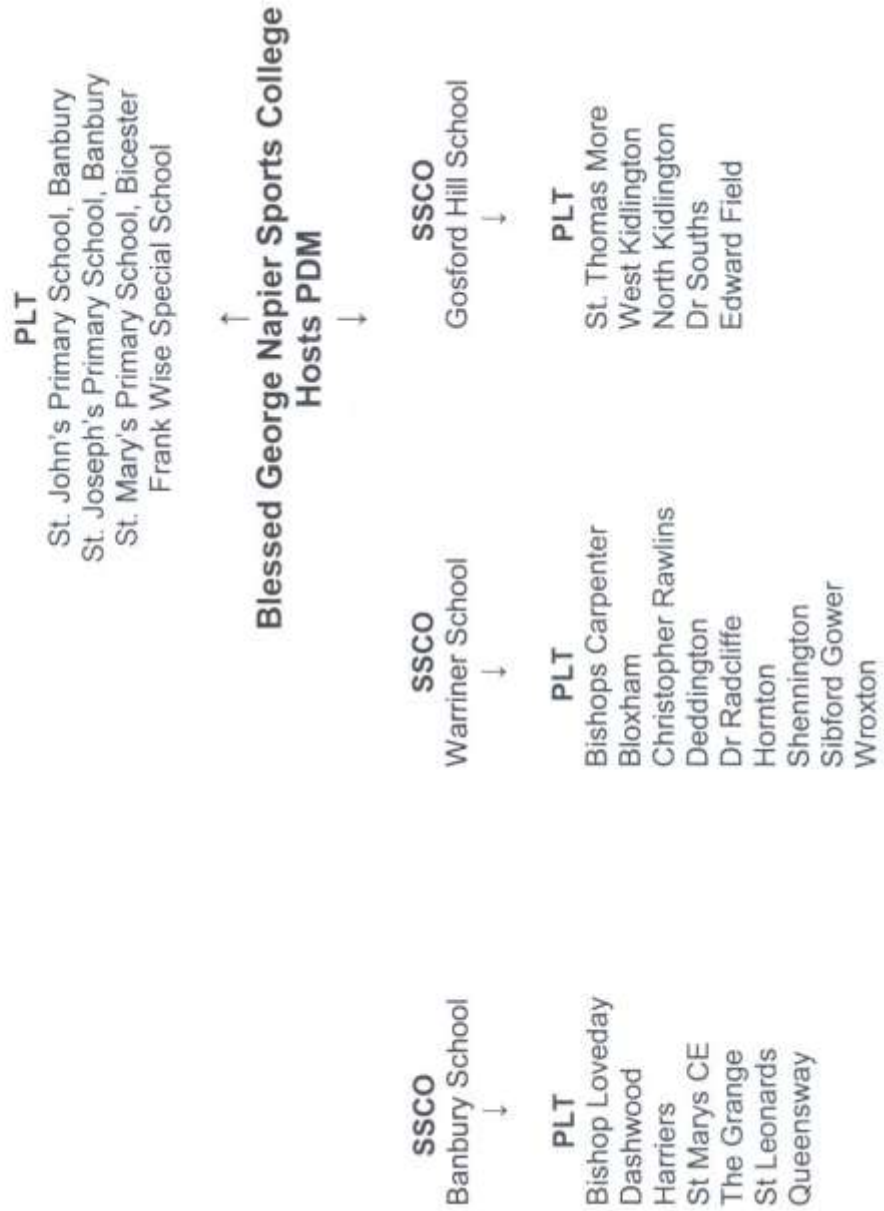 PLT
St. John's Primary School, Banbury
St. Joseph's Primary School, Banbury
St. Mary's Primary School, Bicester
Frank Wise Special School
↑
Blessed George Napier Sports College
Hosts PDM
↓
SSCO
Banbury School
↓
PLT
Bishop Loveday
Dashwood
Harriers
St Marys CE
The Grange
St Leonards
Queensway
SSCO
Warriner School
↓
PLT
Bishops Carpenter
Bloxham
Christopher Rawlins
Deddington
Dr Radcliffe
Hornton
Shennington
Sibford Gower
Wroxton
SSCO
Gosford Hill School
↓
PLT
St. Thomas More
West Kidlington
North Kidlington
Dr Souths
Edward Field